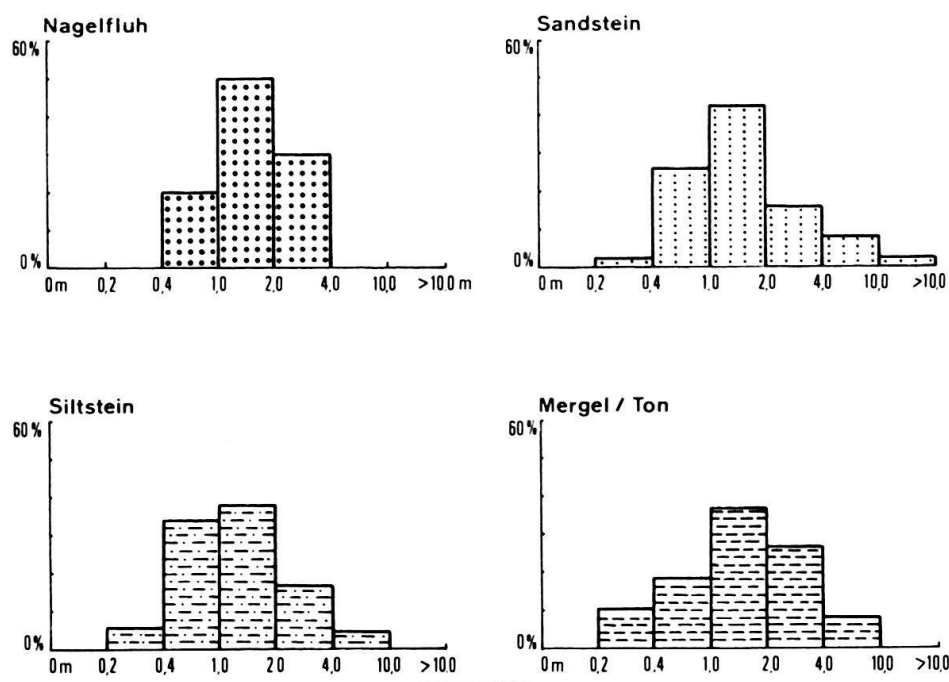 Nagelfluh
60%
0%
0m 0,2 0,4 1,0 2,0 4,0 10,0 >10.0 m
Sandstein
60%
0%
0m 0,2 0,4 1,0 2,0 4,0 10,0 >10,0
Siltstein
60%
0%
0m 0,2 0,4 1,0 2,0 4,0 10,0 >10.0
Mergel / Ton
60%
0%
0m 0,2 0,4 1,0 2,0 4,0 100 >10.0